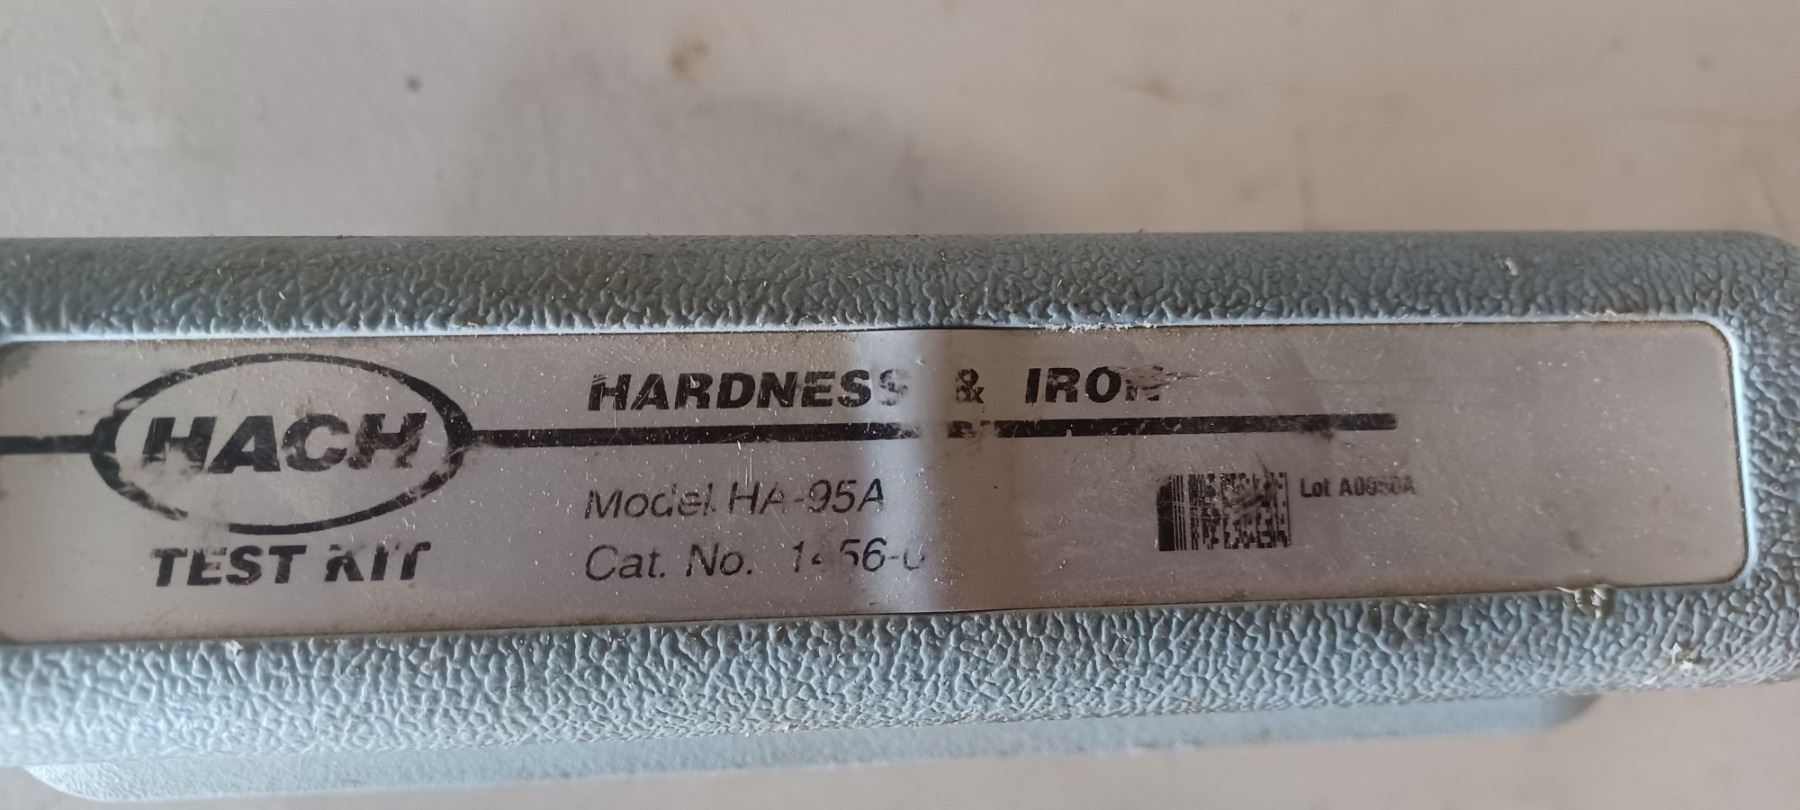 HACH
TEST KIT
HARDNESS & IRON
Model HA-95A
Cat. No.
Lot